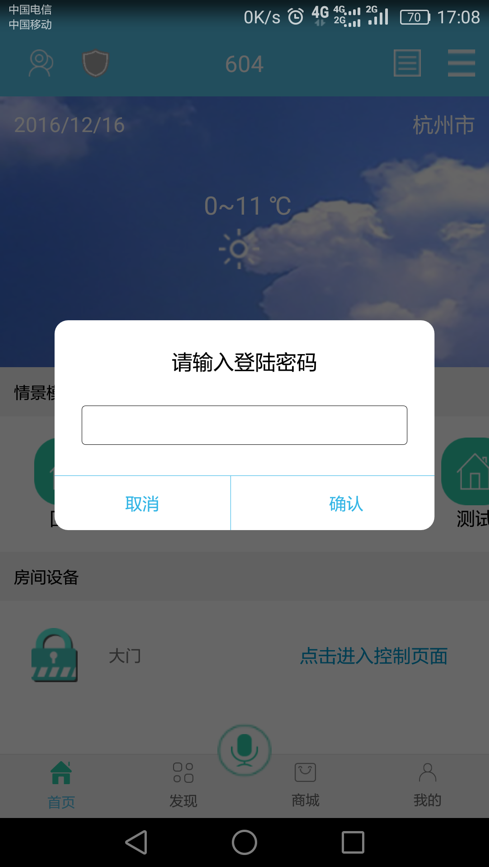 中国电信
中国移动
0K/s 4G 4G 2G 2G 70 17:08
604
2016/12/16 杭州市
0~11 ℃
请输入登陆密码
情景
取消 确认
测试
房间设备
大门 点击进入控制页面
首页 发现 商城 我的